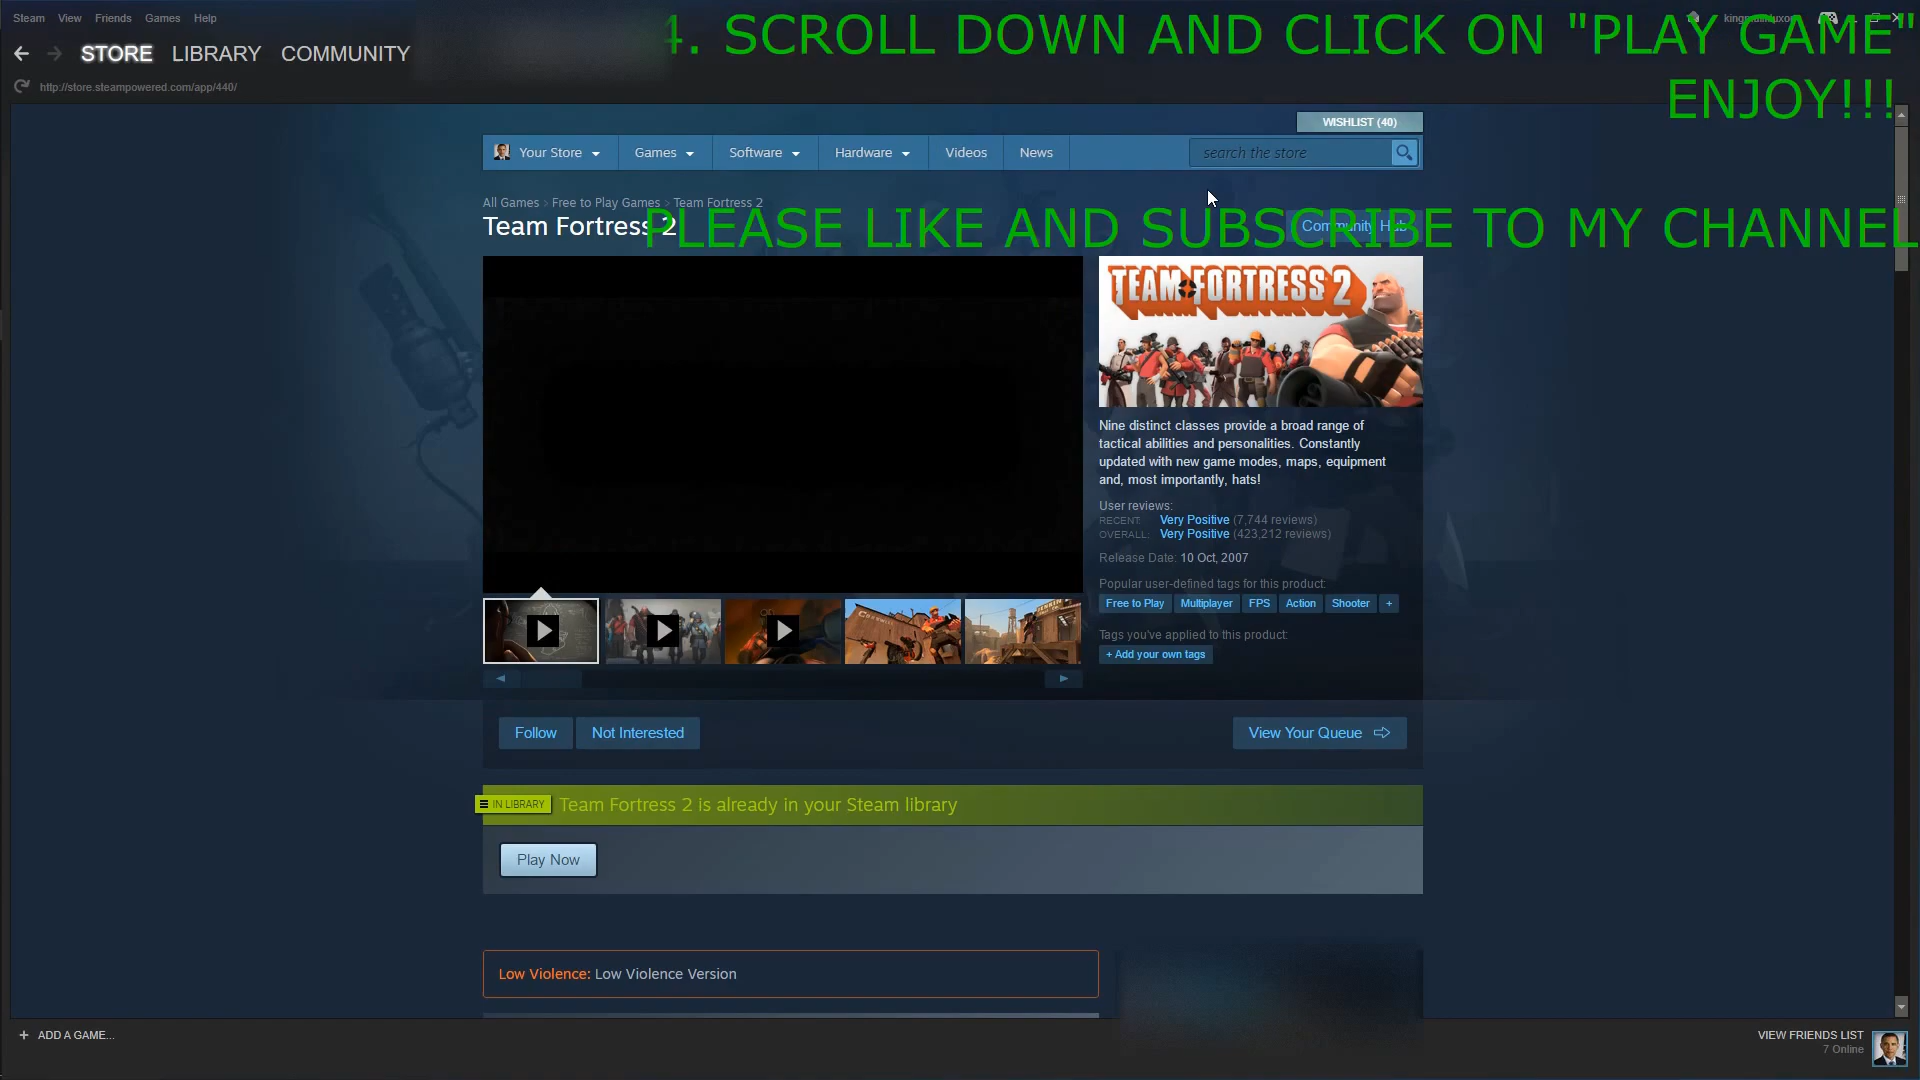 Steam View Friends Games Help
4. SCROLL DOWN AND CLICK ON "PLAY GAME"
STORE LIBRARY COMMUNITY
http://store.steampowered.com/app/440/
ENJOY!!!
WISHLIST (40)
Your Store Games Software Hardware Videos News search the store
All Games > Free to Play Games > Team Fortress 2
Team Fortress 2
Community Hub
PLEASE LIKE AND SUBSCRIBE TO MY CHANNEL
TEAM FORTRESS 2
Nine distinct classes provide a broad range of
tactical abilities and personalities. Constantly
updated with new game modes, maps, equipment
and, most importantly, hats!
User reviews:
RECENT: Very Positive (7,744 reviews)
OVERALL: Very Positive (423,212 reviews)
Release Date: 10 Oct, 2007
Popular user-defined tags for this product:
Free to Play Multiplayer FPS Action Shooter +
Tags you've applied to this product:
+ Add your own tags
Follow Not Interested View Your Queue
IN LIBRARY Team Fortress 2 is already in your Steam library
Play Now
Low Violence: Low Violence Version
+ ADD A GAME...
VIEW FRIENDS LIST
7 Online